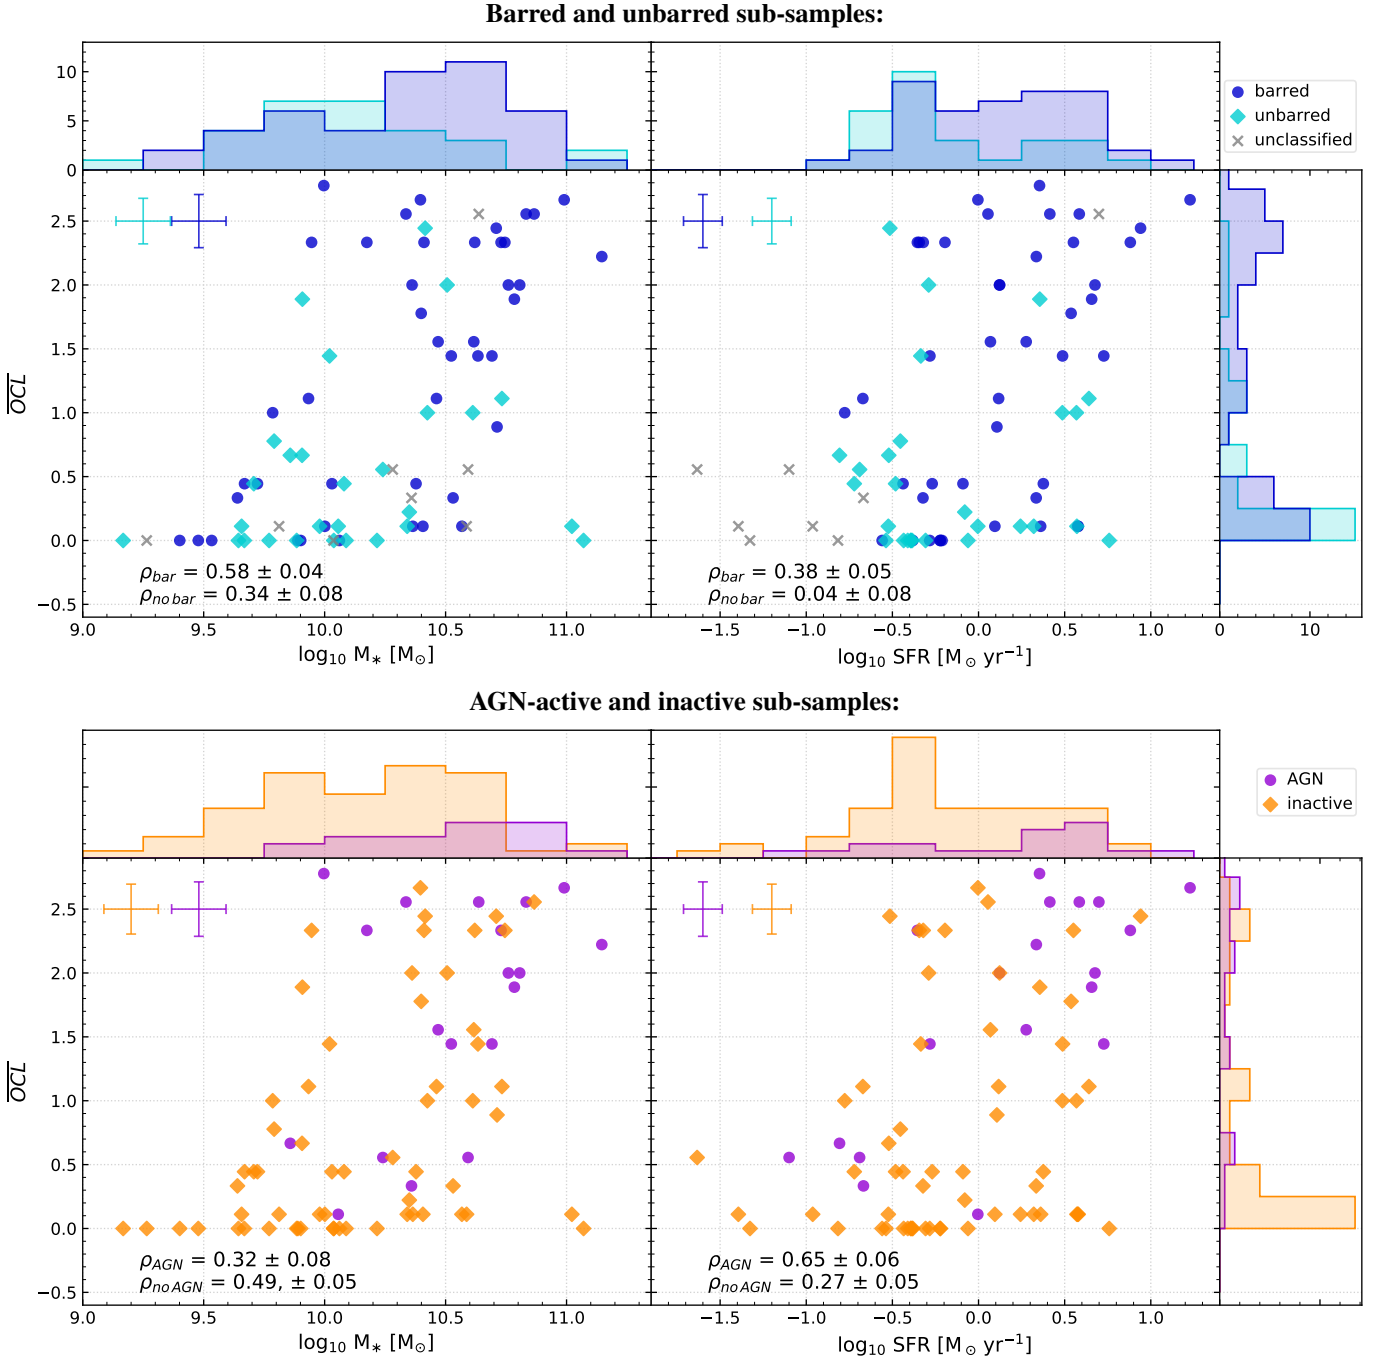 Barred and unbarred sub-samples:
10
5
0
barred
unbarred
unclassified
2.5
2.0
1.5
1.0
0.5
0.0
−0.5
OCL
ρbar = 0.58 ± 0.04
ρno bar = 0.34 ± 0.08
ρbar = 0.38 ± 0.05
ρno bar = 0.04 ± 0.08
9.0 9.5 10.0 10.5 11.0
−1.5 −1.0 −0.5 0.0 0.5 1.0
0 10
log10 M∗ [M⊙]
log10 SFR [M⊙ yr−1]
AGN-active and inactive sub-samples:
AGN
inactive
2.5
2.0
1.5
1.0
0.5
0.0
−0.5
OCL
ρAGN = 0.32 ± 0.08
ρno AGN = 0.49, ± 0.05
ρAGN = 0.65 ± 0.06
ρno AGN = 0.27 ± 0.05
9.0 9.5 10.0 10.5 11.0
−1.5 −1.0 −0.5 0.0 0.5 1.0
log10 M∗ [M⊙]
log10 SFR [M⊙ yr−1]